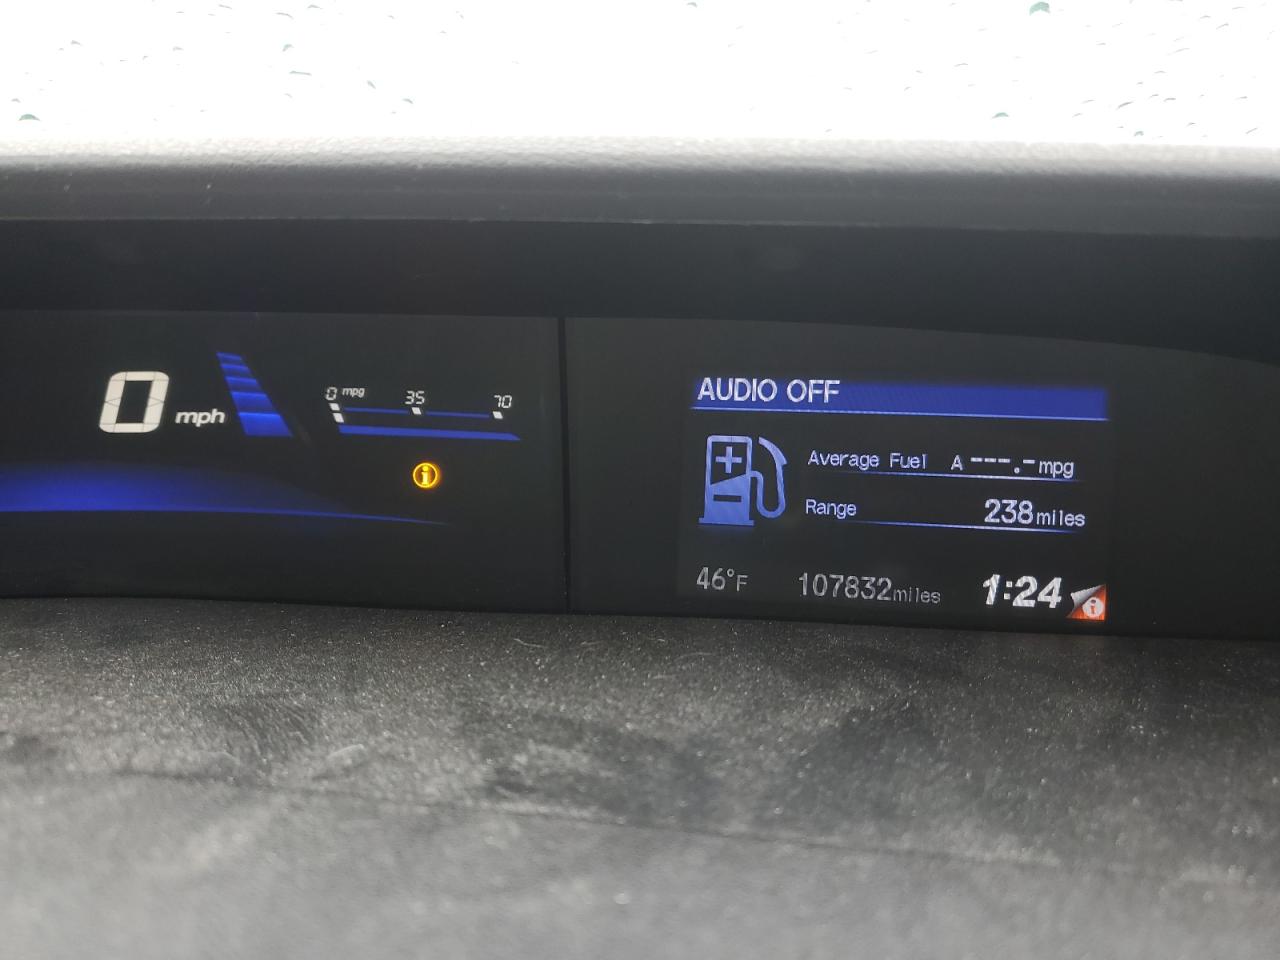 0 mph
0 mpg 35 70
AUDIO OFF
Average Fuel A ---.- mpg
Range 238 miles
46°F 107832 miles 1:24